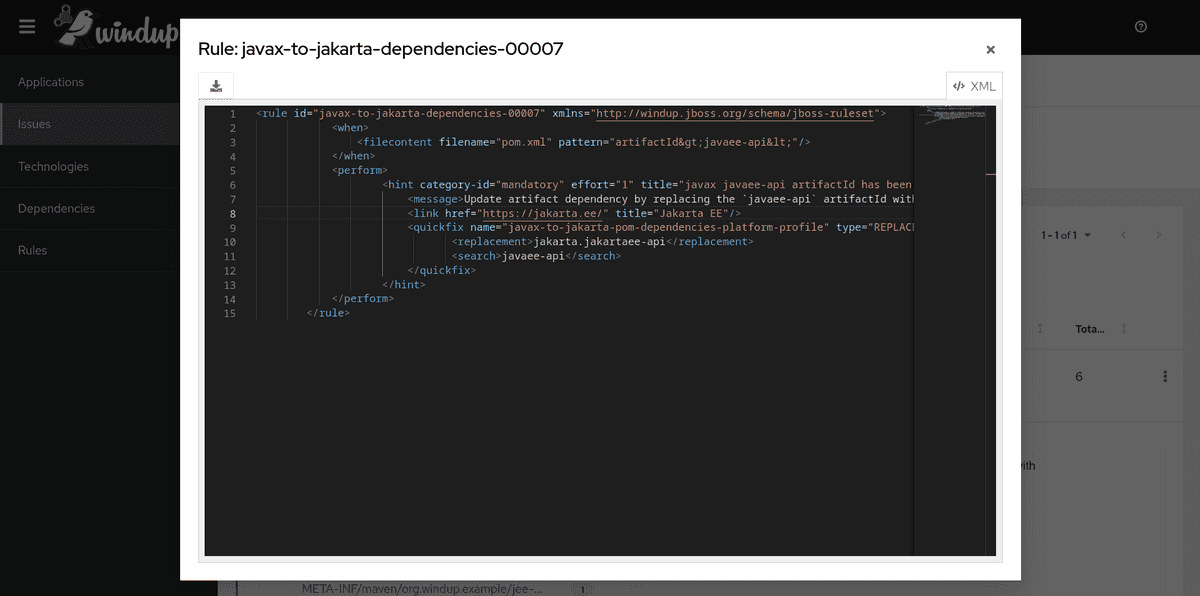 windup
Rule: javax-to-jakarta-dependencies-00007
Applications
Issues
Technologies
Dependencies
Rules
</> XML
1 <rule id="javax-to-jakarta-dependencies-00007" xmlns="http://windup.jboss.org/schema/jboss-ruleset">
2 <when>
3 <filecontent filename="pom.xml" pattern="artifactId&gt;javaee-api&lt;"/>
4 </when>
5 <perform>
6 <hint category-id="mandatory" effort="1" title="javax javaee-api artifactId has been
7 <message>Update artifact dependency by replacing the `javaee-api` artifactId with
8 <link href="https://jakarta.ee/" title="Jakarta EE"/>
9 <quickfix name="javax-to-jakarta-pom-dependencies-platform-profile" type="REPLAC
10 <replacement>jakarta.jakartaee-api</replacement>
11 <search>javaee-api</search>
12 </quickfix>
13 </hint>
14 </perform>
15 </rule>
1 - 1 of 1
Tota...
6
with
META-INF/maven/org.windup.example/jee-...
1